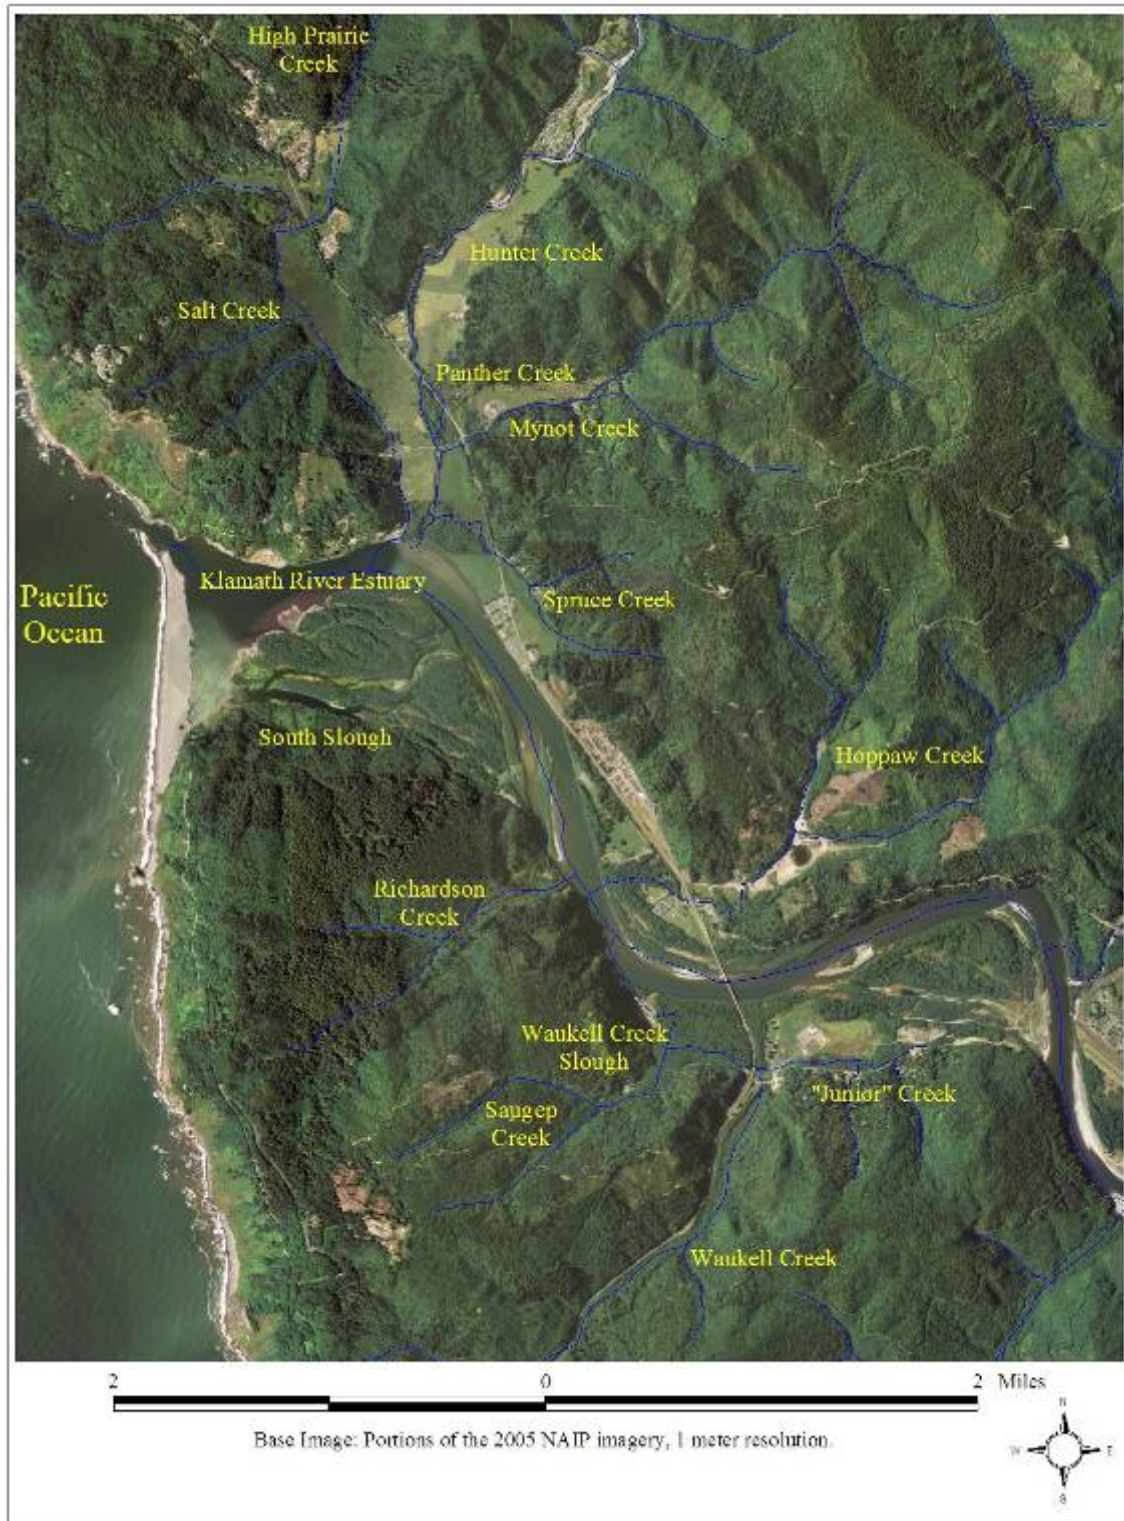 High Prairie
Creek
Hunter Creek
Salt Creek
Panther Creek
Mynot Creek
Klamath River Estuary
Pacific
Ocean
Spruce Creek
South Slough
Hoppaw Creek
Richardson
Creek
Waukell Creek
Slough
"Junior" Creek
Saugep
Creek
Waukell Creek
2 0 2 Miles
Base Image: Portions of the 2005 NAIP imagery, 1 meter resolution.
N
W E
S